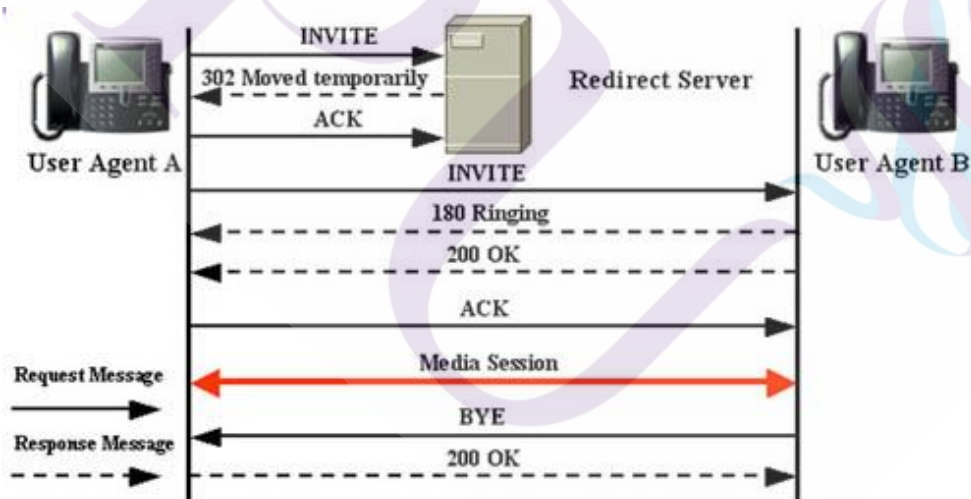 INVITE
302 Moved temporarily
Redirect Server
ACK
User Agent A
User Agent B
INVITE
180 Ringing
200 OK
ACK
Media Session
Request Message
BYE
Response Message
200 OK